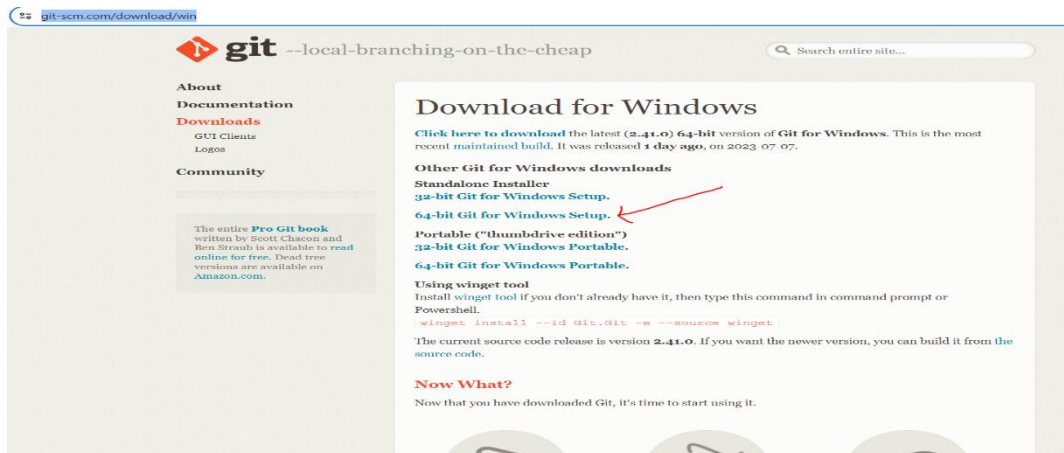 git-scm.com/download/win
git --local-branching-on-the-cheap
Search entire site...
About
Documentation
Downloads
GUI Clients
Logos
Community
The entire Pro Git book
written by Scott Chacon and
Ben Straub is available to read
online for free. Dead tree
versions are available on
Amazon.com.
Download for Windows
Click here to download the latest (2.41.0) 64-bit version of Git for Windows. This is the most
recent maintained build. It was released 1 day ago, on 2023-07-07.
Other Git for Windows downloads
Standalone Installer
32-bit Git for Windows Setup.
64-bit Git for Windows Setup.
Portable ("thumbdrive edition")
32-bit Git for Windows Portable.
64-bit Git for Windows Portable.
Using winget tool
Install winget tool if you don't already have it, then type this command in command prompt or
Powershell.
winget install --id Git.Git -e --source winget
The current source code release is version 2.41.0. If you want the newer version, you can build it from the
source code.
Now What?
Now that you have downloaded Git, it's time to start using it.